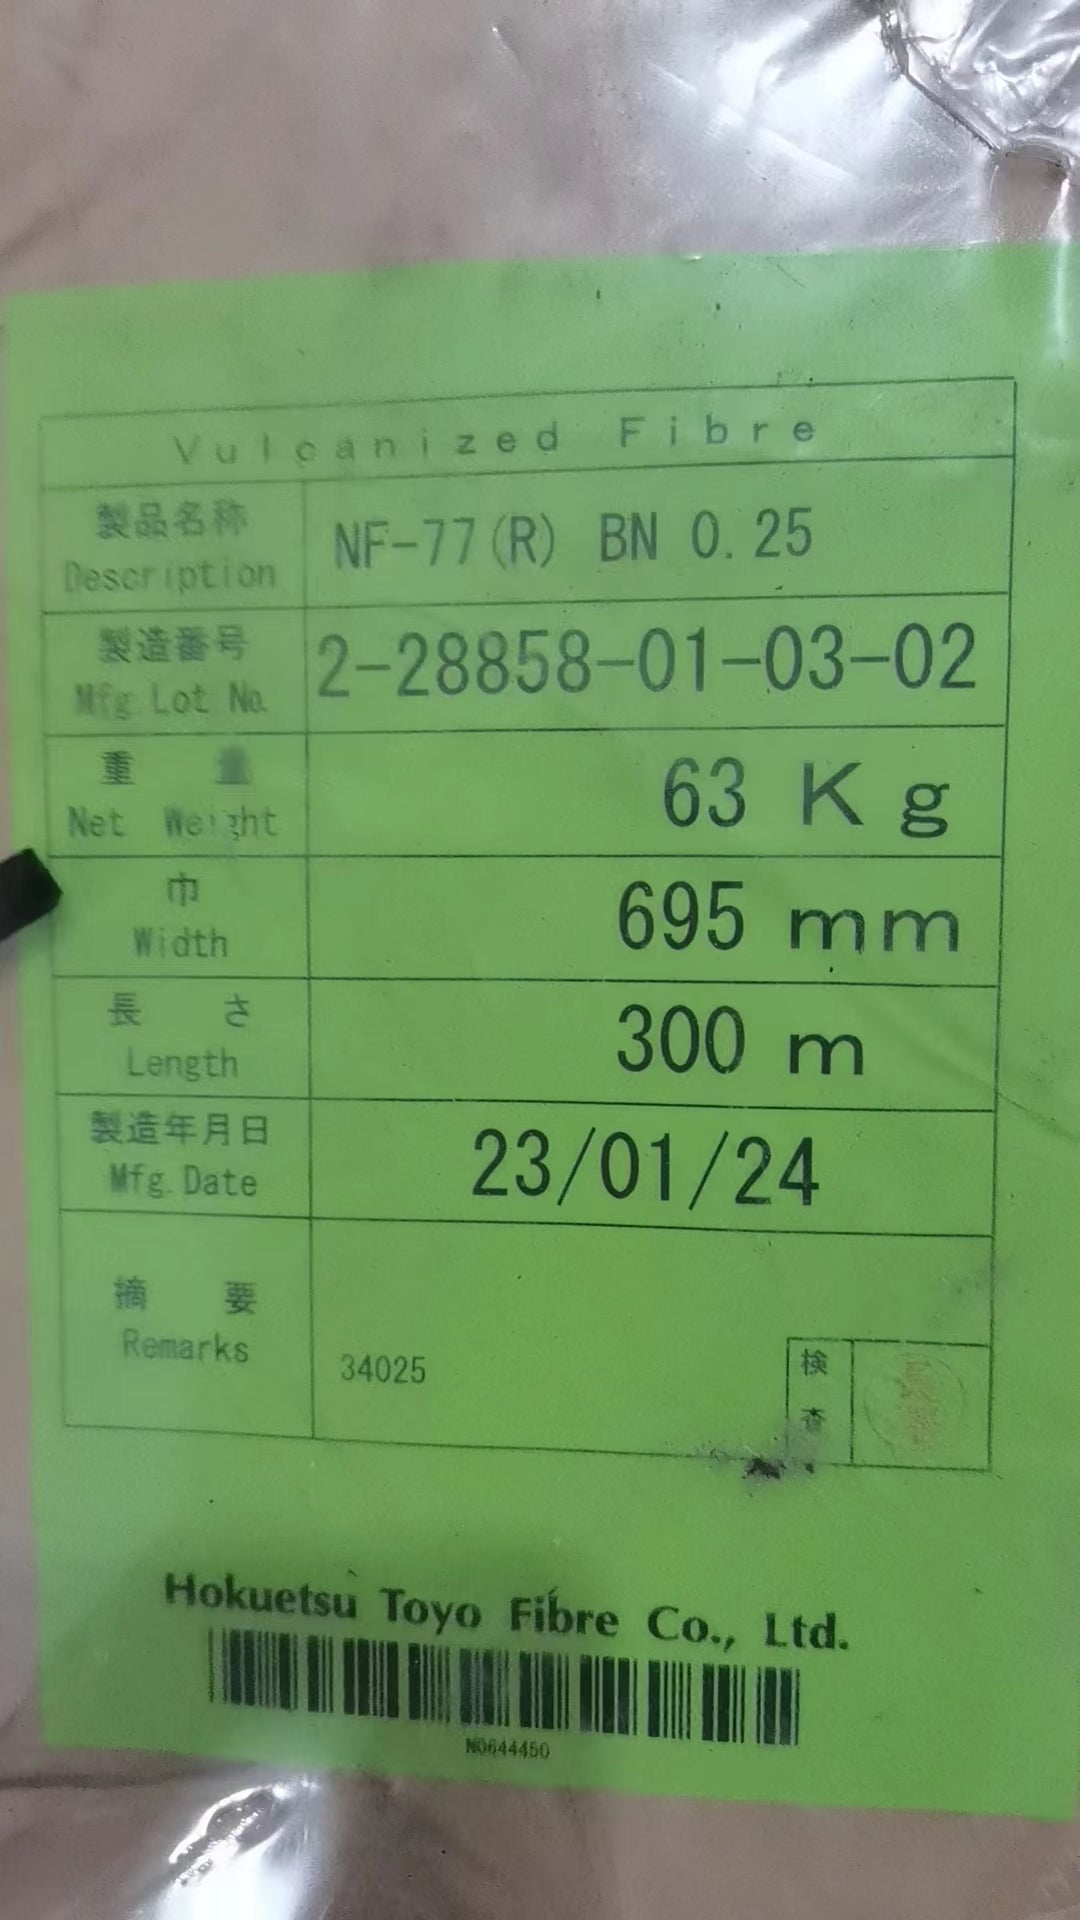 Vulcanized Fibre
製品名称
Description
NF-77(R) BN 0.25
製造番号
Mfg.Lot No.
2-28858-01-03-02
重 量
Net Weight
63 Kg
巾
Width
695 mm
長 さ
Length
300 m
製造年月日
Mfg.Date
23/01/24
摘 要
Remarks
34025
検
査
Hokuetsu Toyo Fibre Co., Ltd.
N0644450